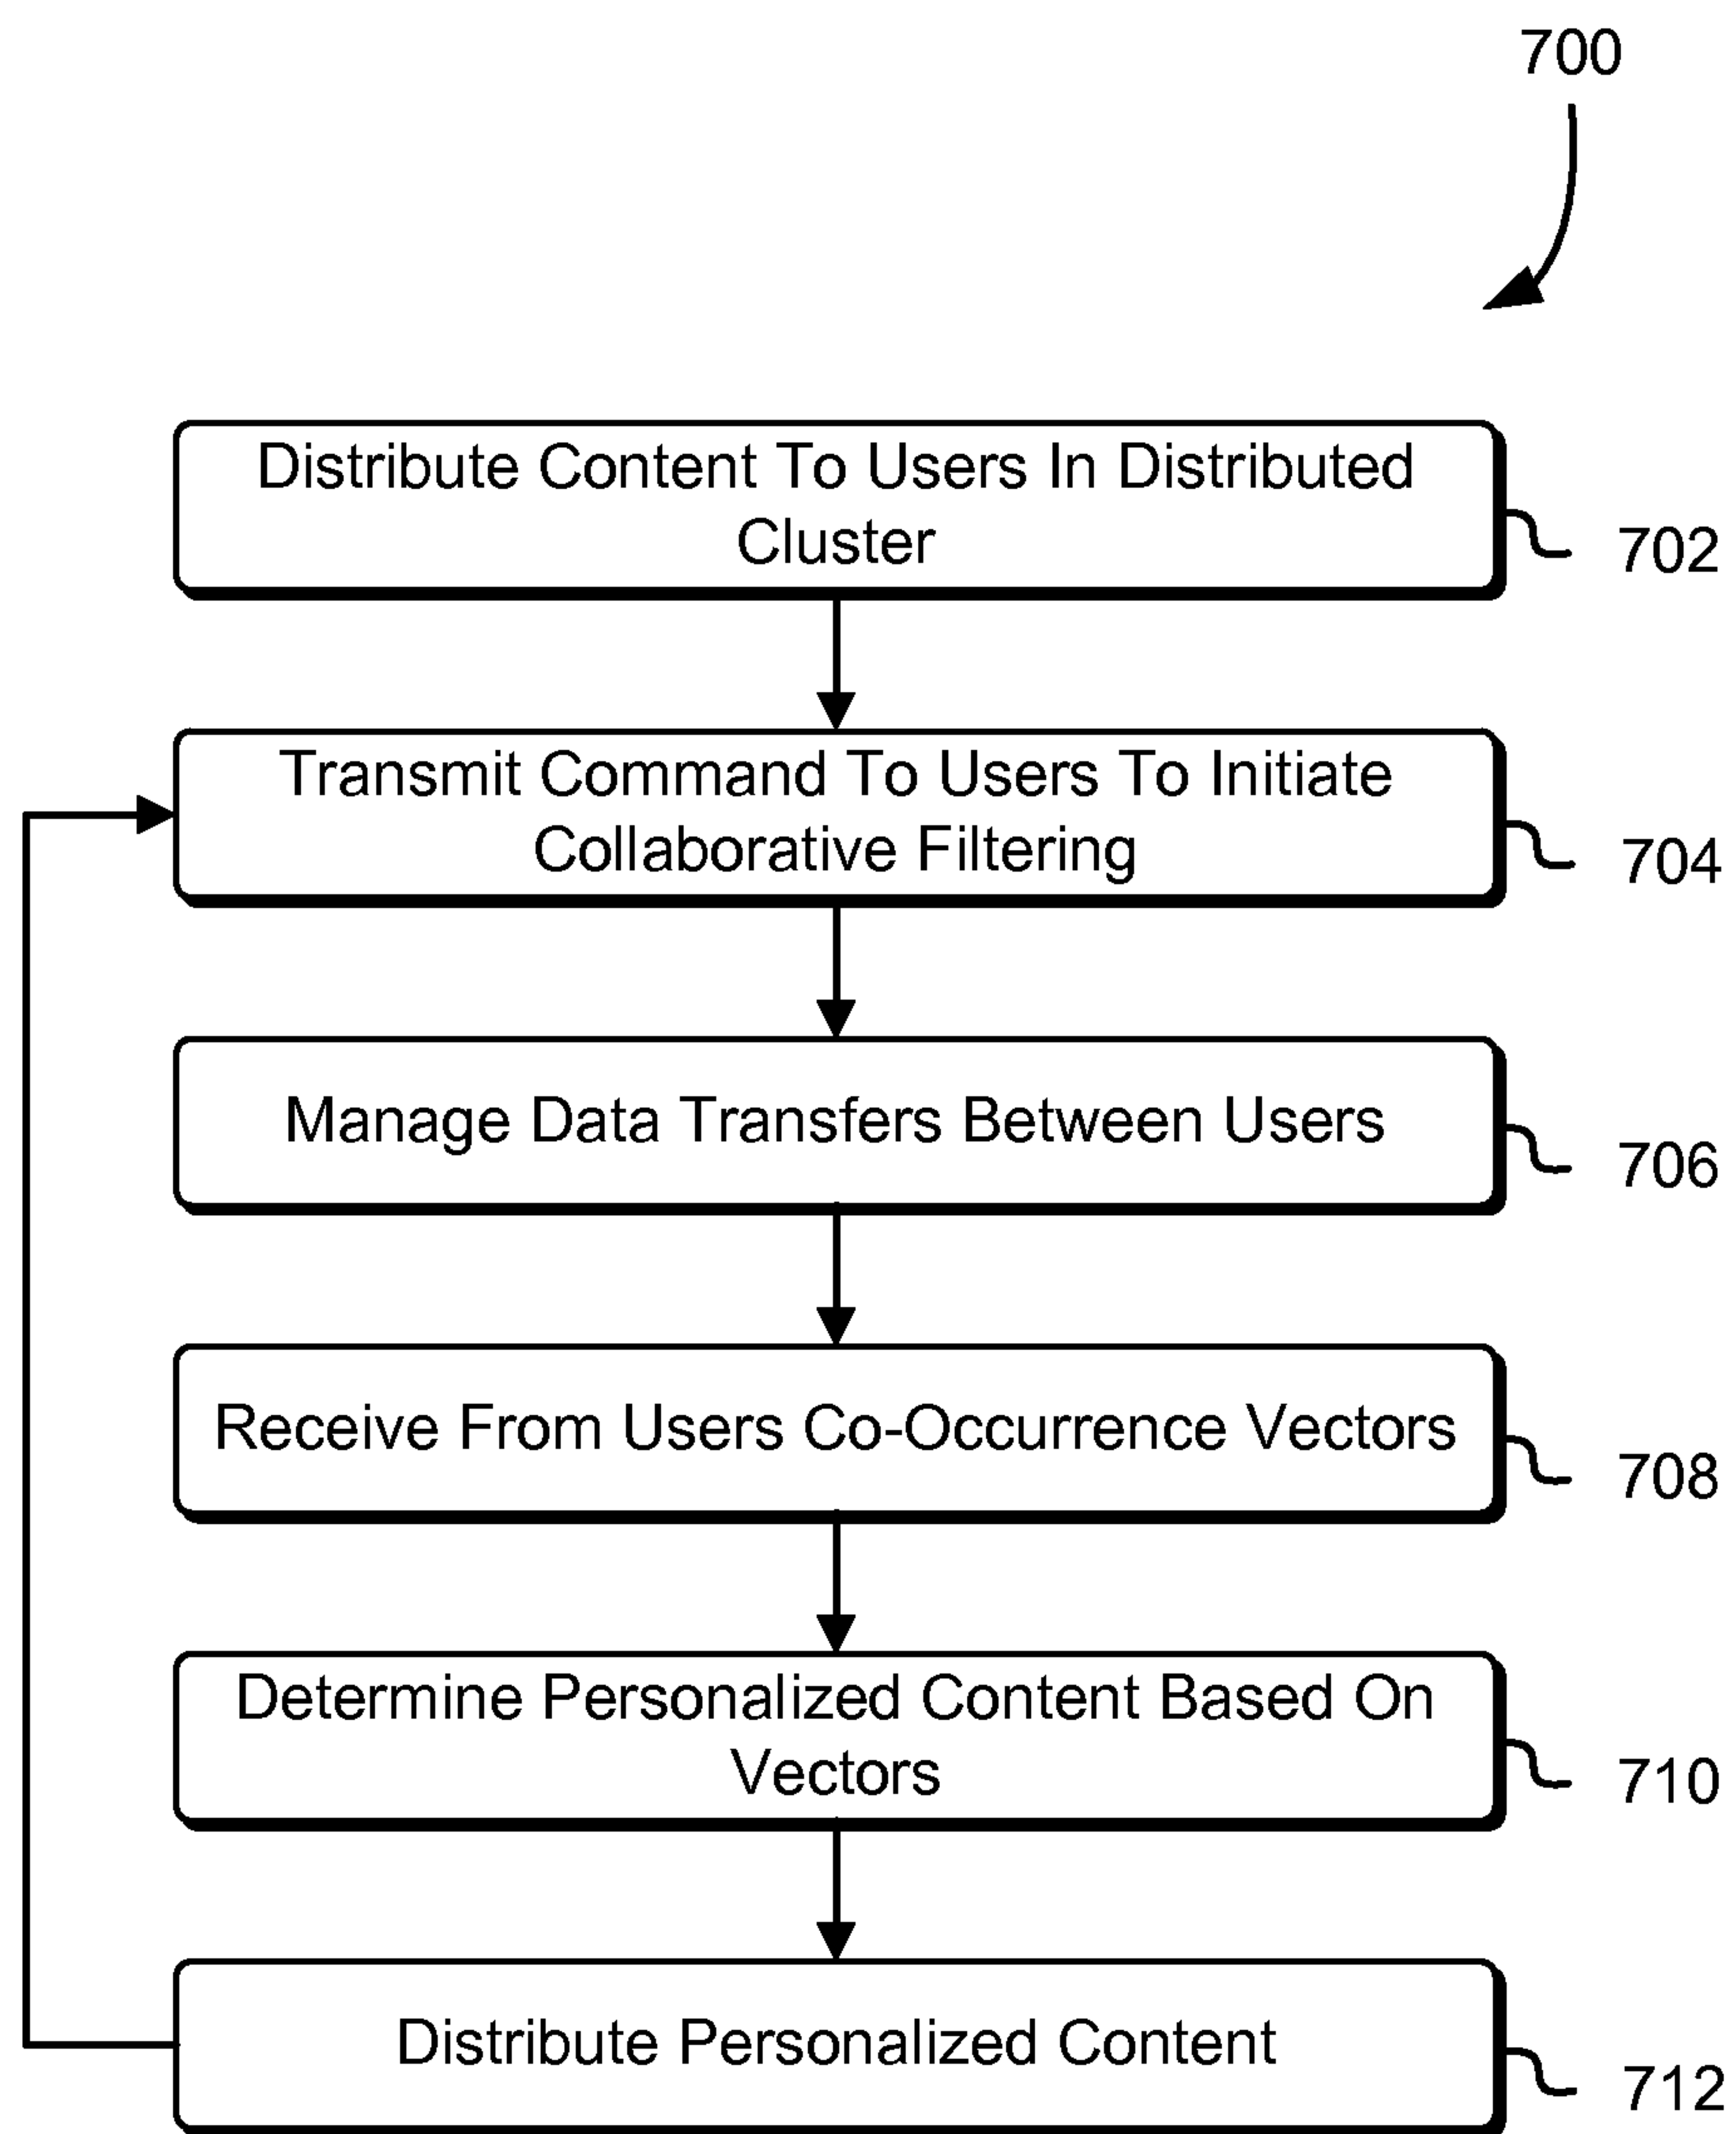 700
Distribute Content To Users In Distributed
Cluster
702
Transmit Command To Users To Initiate
Collaborative Filtering
704
Manage Data Transfers Between Users
706
Receive From Users Co-Occurrence Vectors
708
Determine Personalized Content Based On
Vectors
710
Distribute Personalized Content
712